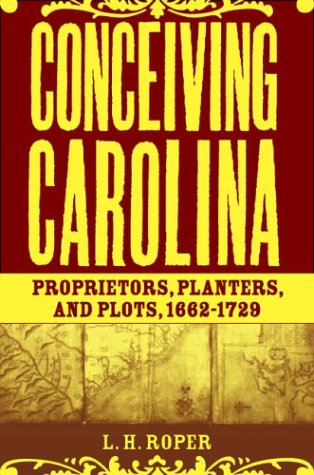 CONCEIVING
CAROLINA
PROPRIETORS, PLANTERS,
AND PLOTS, 1662-1729
L. H. ROPER